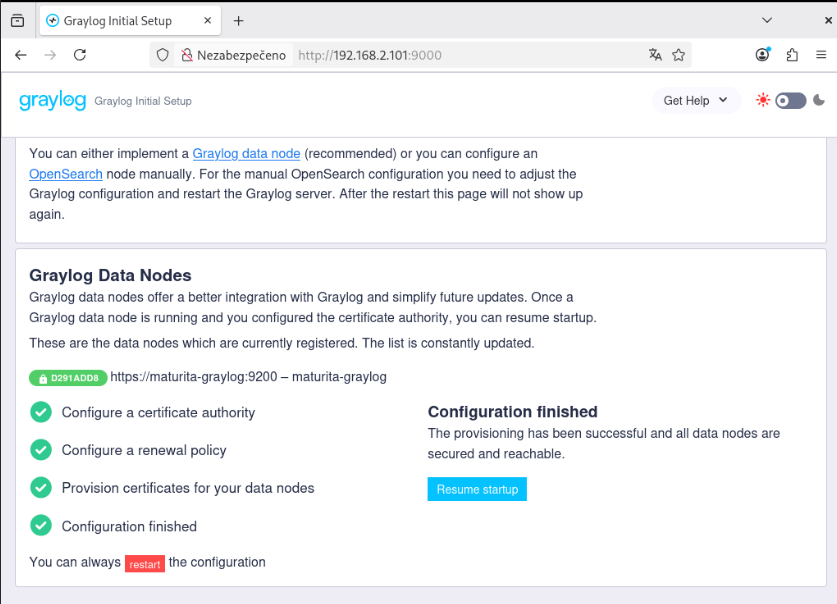 Graylog Initial Setup
Nezabezpečeno http://192.168.2.101:9000
graylog Graylog Initial Setup Get Help
You can either implement a Graylog data node (recommended) or you can configure an
OpenSearch node manually. For the manual OpenSearch configuration you need to adjust the
Graylog configuration and restart the Graylog server. After the restart this page will not show up
again.
Graylog Data Nodes
Graylog data nodes offer a better integration with Graylog and simplify future updates. Once a
Graylog data node is running and you configured the certificate authority, you can resume startup.
These are the data nodes which are currently registered. The list is constantly updated.
D291ADD8 https://maturita-graylog:9200 – maturita-graylog
Configure a certificate authority
Configure a renewal policy
Provision certificates for your data nodes
Configuration finished
Configuration finished
The provisioning has been successful and all data nodes are
secured and reachable.
Resume startup
You can always restart the configuration